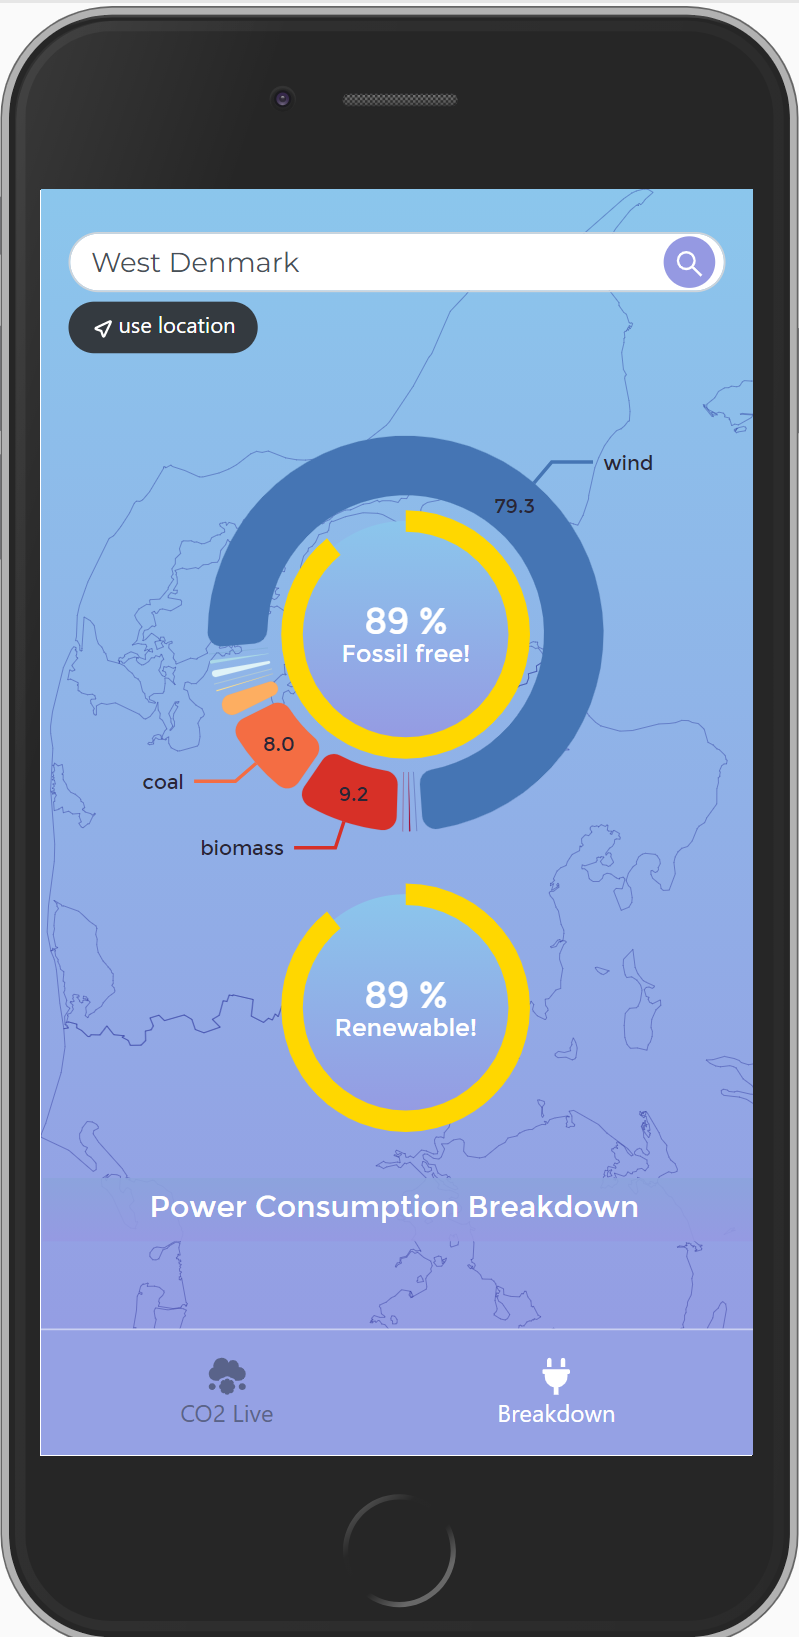 West Denmark
use location
wind
79.3
89 %
Fossil free!
8.0
coal
9.2
biomass
89 %
Renewable!
Power Consumption Breakdown
CO2 Live
Breakdown